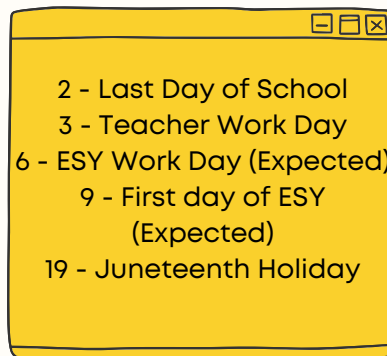 2 - Last Day of School
3 - Teacher Work Day
6 - ESY Work Day (Expected)
9 - First day of ESY
(Expected)
19 - Juneteenth Holiday